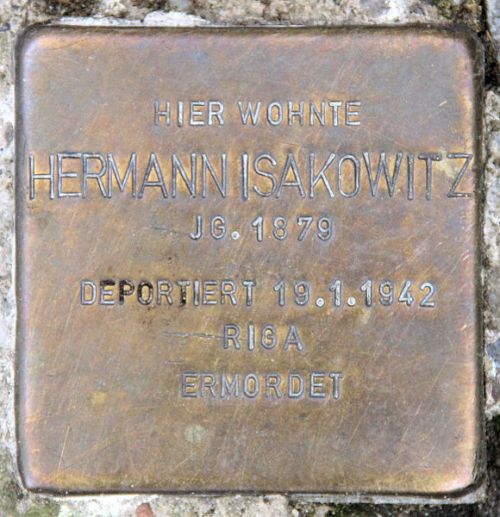 HIER WOHNTE
HERMANN ISAKOWITZ
JG. 1879
DEPORTIERT 19.1.1942
RIGA
ERMORDET